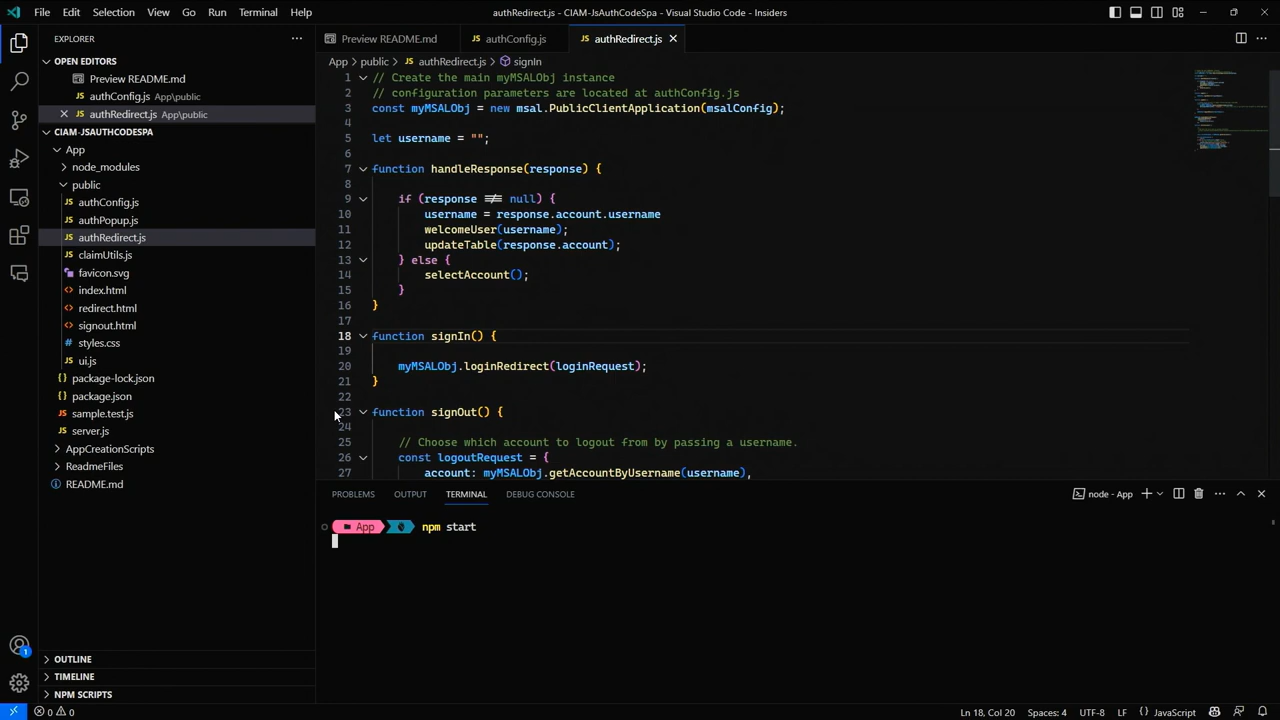 File Edit Selection View Go Run Terminal Help
authRedirect.js - CIAM-JsAuthCodeSpa - Visual Studio Code - Insiders
EXPLORER
OPEN EDITORS
Preview README.md
authConfig.js App\public
authRedirect.js App\public
CIAM-JSAUTHCODESPA
App
node_modules
public
authConfig.js
authPopup.js
authRedirect.js
claimUtils.js
favicon.svg
index.html
redirect.html
signout.html
styles.css
ui.js
package-lock.json
package.json
sample.test.js
server.js
AppCreationScripts
ReadmeFiles
README.md
OUTLINE
TIMELINE
NPM SCRIPTS
Preview README.md authConfig.js authRedirect.js
App > public > authRedirect.js > signIn
1 // Create the main myMSALObj instance
2 // configuration parameters are located at authConfig.js
3 const myMSALObj = new msal.PublicClientApplication(msalConfig);
4
5 let username = "";
6
7 function handleResponse(response) {
8
9 if (response !== null) {
10 username = response.account.username
11 welcomeUser(username);
12 updateTable(response.account);
13 } else {
14 selectAccount();
15 }
16 }
17
18 function signIn() {
19
20 myMSALObj.loginRedirect(loginRequest);
21 }
22
23 function signOut() {
24
25 // Choose which account to logout from by passing a username.
26 const logoutRequest = {
27 account: myMSALObj.getAccountByUsername(username),
PROBLEMS OUTPUT TERMINAL DEBUG CONSOLE
node - App
App npm start
1
0 0
Ln 18, Col 20 Spaces: 4 UTF-8 LF { } JavaScript